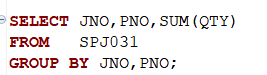 SELECT JNO,PNO,SUM(QTY)
FROM   SPJ031
GROUP BY JNO,PNO;